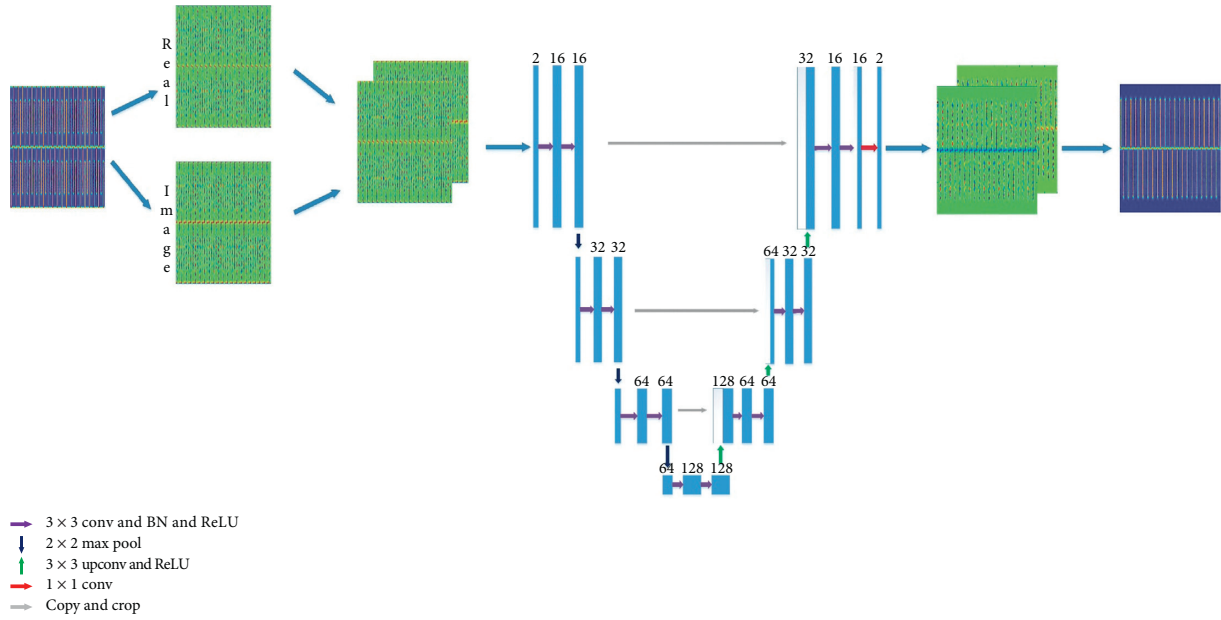 Real
Image
2 16 16
32 16 16 2
32 32
64 32 32
64 64
128 64 64
64 128 128
3 × 3 conv and BN and ReLU
2 × 2 max pool
3 × 3 upconv and ReLU
1 × 1 conv
Copy and crop